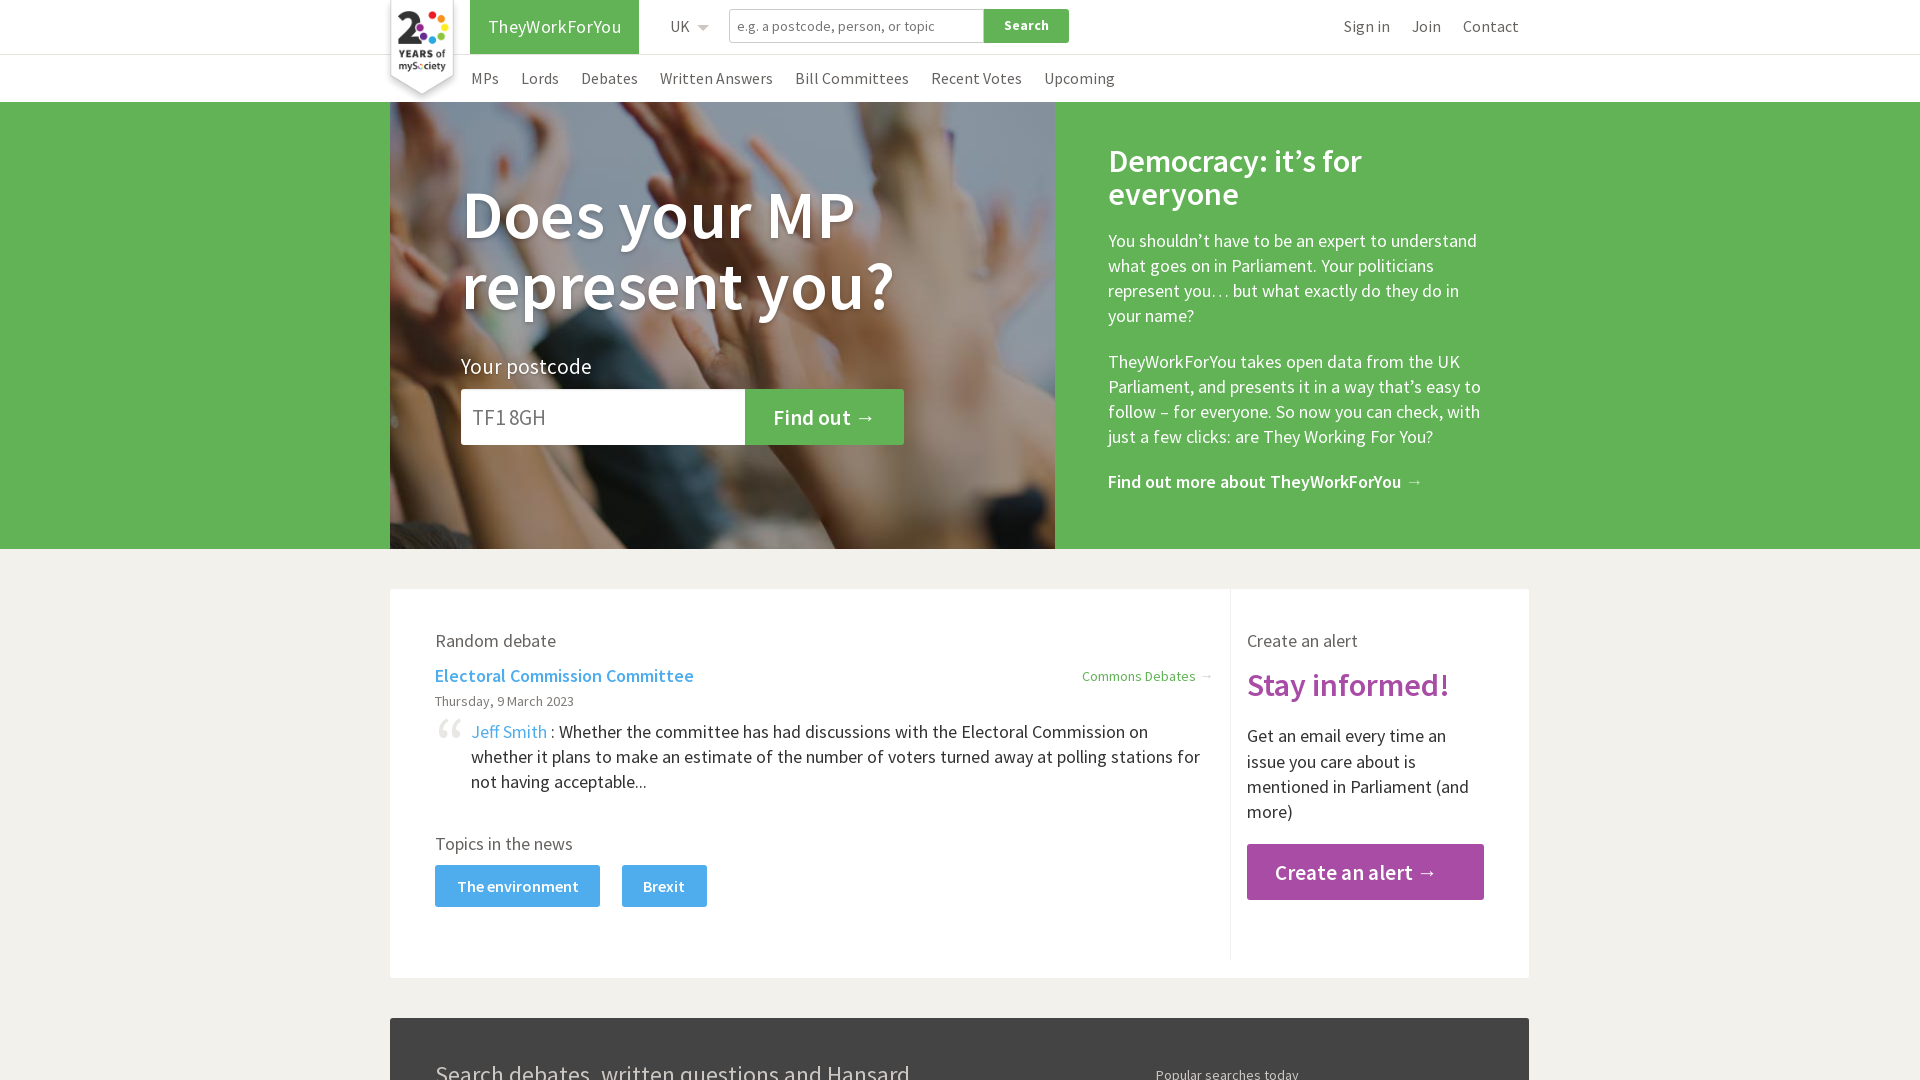 20
YEARS of
mySociety
TheyWorkForYou
UK
e.g. a postcode, person, or topic
Search
Sign in
Join
Contact
MPs
Lords
Debates
Written Answers
Bill Committees
Recent Votes
Upcoming
Does your MP
represent you?
Your postcode
TF1 8GH
Find out →
Democracy: it’s for
everyone
You shouldn’t have to be an expert to understand
what goes on in Parliament. Your politicians
represent you… but what exactly do they do in
your name?
TheyWorkForYou takes open data from the UK
Parliament, and presents it in a way that’s easy to
follow – for everyone. So now you can check, with
just a few clicks: are They Working For You?
Find out more about TheyWorkForYou →
Random debate
Electoral Commission Committee
Commons Debates →
Thursday, 9 March 2023
“
Jeff Smith : Whether the committee has had discussions with the Electoral Commission on
whether it plans to make an estimate of the number of voters turned away at polling stations for
not having acceptable...
Topics in the news
The environment
Brexit
Create an alert
Stay informed!
Get an email every time an
issue you care about is
mentioned in Parliament (and
more)
Create an alert →
Search debates, written questions and Hansard
Popular searches today